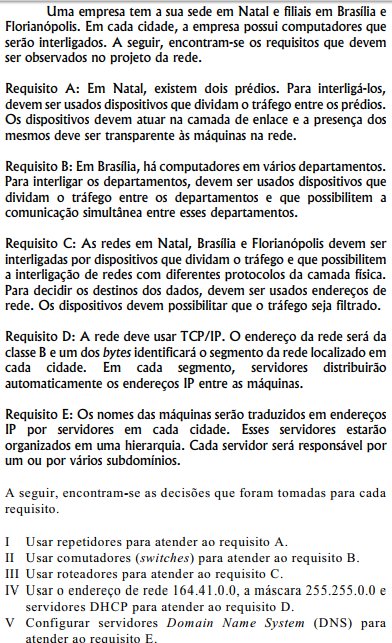 Uma empresa tem a sua sede em Natal e filiais em Brasília e
Florianópolis. Em cada cidade, a empresa possui computadores que
serão interligados. A seguir, encontram-se os requisitos que devem
ser observados no projeto da rede.
Requisito A: Em Natal, existem dois prédios. Para interligá-los,
devem ser usados dispositivos que dividam o tráfego entre os prédios.
Os dispositivos devem atuar na camada de enlace e a presença dos
mesmos deve ser transparente às máquinas na rede.
Requisito B: Em Brasília, há computadores em vários departamentos.
Para interligar os departamentos, devem ser usados dispositivos que
dividam o tráfego entre os departamentos e que possibilitem a
comunicação simultânea entre esses departamentos.
Requisito C: As redes em Natal, Brasília e Florianópolis devem ser
interligadas por dispositivos que dividam o tráfego e que possibilitem
a interligação de redes com diferentes protocolos da camada física.
Para decidir os destinos dos dados, devem ser usados endereços de
rede. Os dispositivos devem possibilitar que o tráfego seja filtrado.
Requisito D: A rede deve usar TCP/IP. O endereço da rede será da
classe B e um dos bytes identificará o segmento da rede localizado em
cada cidade. Em cada segmento, servidores distribuirão
automaticamente os endereços IP entre as máquinas.
Requisito E: Os nomes das máquinas serão traduzidos em endereços
IP por servidores em cada cidade. Esses servidores estarão
organizados em uma hierarquia. Cada servidor será responsável por
um ou por vários subdomínios.
A seguir, encontram-se as decisões que foram tomadas para cada
requisito.
I Usar repetidores para atender ao requisito A.
II Usar comutadores (switches) para atender ao requisito B.
III Usar roteadores para atender ao requisito C.
IV Usar o endereço de rede 164.41.0.0, a máscara 255.255.0.0 e
servidores DHCP para atender ao requisito D.
V Configurar servidores Domain Name System (DNS) para
atender ao requisito E.